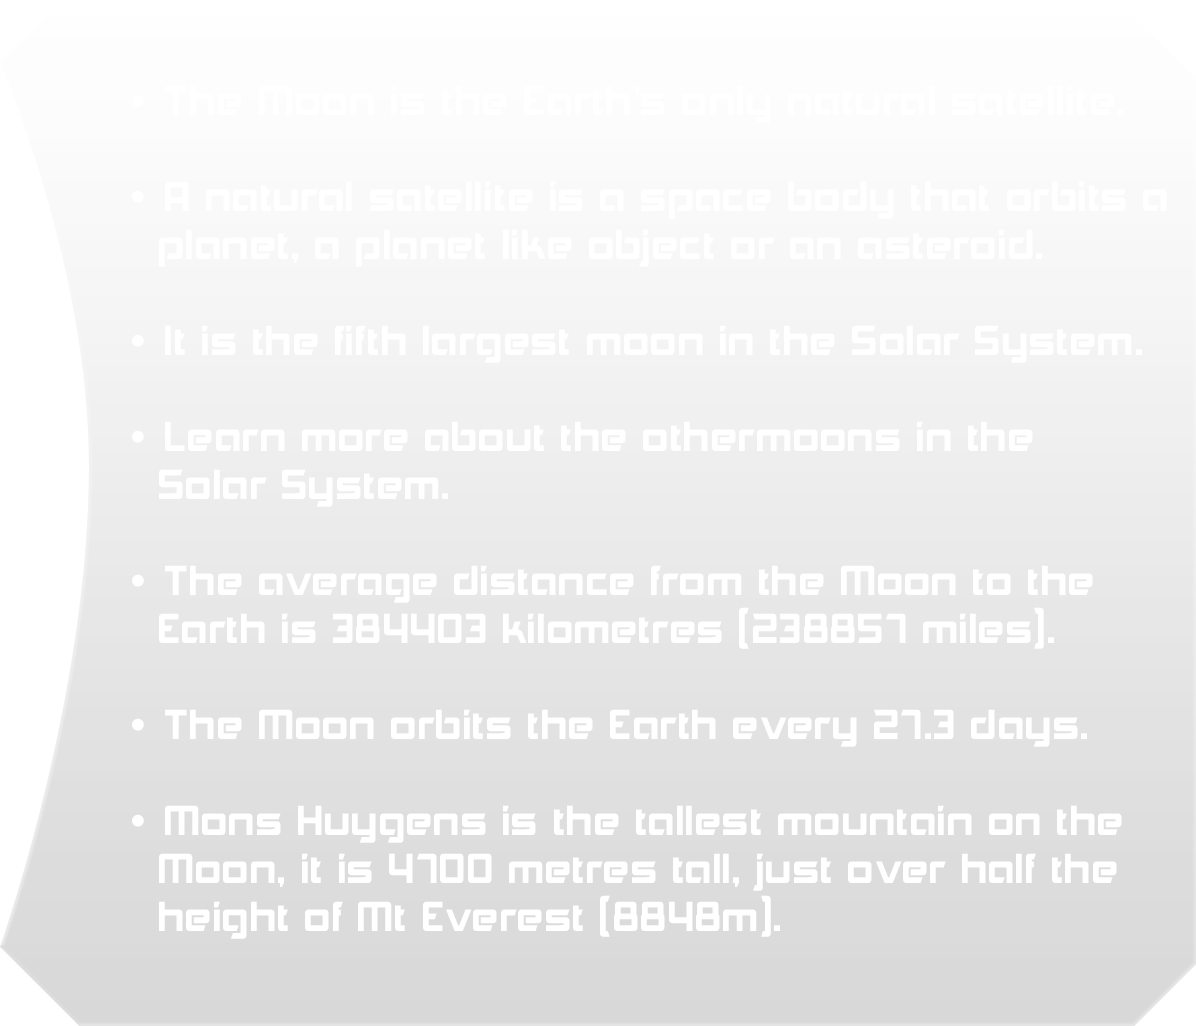 • The Moon is the Earth's only natural satellite.
• A natural satellite is a space body that orbits a
planet, a planet like object or an asteroid.
• It is the fifth largest moon in the Solar System.
• Learn more about the othermoons in the
Solar System.
• The average distance from the Moon to the
Earth is 384403 kilometres (238857 miles).
• The Moon orbits the Earth every 27.3 days.
• Mons Huygens is the tallest mountain on the
Moon, it is 4700 metres tall, just over half the
height of Mt Everest (8848m).